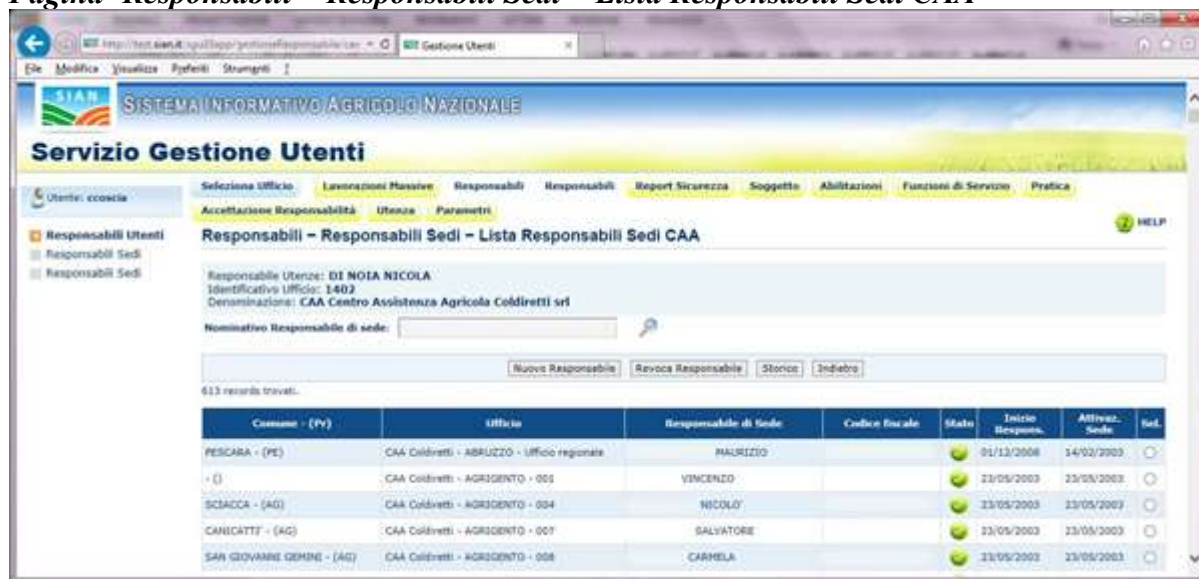 Pagina "Responsabili – Responsabili Sedi – Lista Responsabili Sedi CAA"
Gestione Utenti
File Modifica Visualizza Preferiti Strumenti ?
SIAN SISTEMA INFORMATIVO AGRICOLO NAZIONALE
Servizio Gestione Utenti
Utente: ccoscia
Seleziona Ufficio Lavorazioni Massive Responsabili Responsabili Report Sicurezza Soggetto Abilitazioni Funzioni di Servizio Pratica
Accettazione Responsabilità Utenza Parametri
HELP
Responsabili Utenti
Responsabili Sedi
Responsabili Sedi
Responsabili – Responsabili Sedi – Lista Responsabili Sedi CAA
Responsabile Utenze: DI NOIA NICOLA
Identificativo Ufficio: 1402
Denominazione: CAA Centro Assistenza Agricola Coldiretti srl
Nominativo Responsabile di sede:
Nuovo Responsabile Revoca Responsabile Storico Indietro
613 records trovati.
Comune - (Pr) Ufficio Responsabile di Sede Codice fiscale Stato Inizio Respons. Attivaz. Sede Sel.
PESCARA - (PE) CAA Coldiretti - ABRUZZO - Ufficio regionale MAURIZIO 01/12/2008 14/02/2003
- () CAA Coldiretti - AGRIGENTO - 001 VINCENZO 23/05/2003 23/05/2003
SCIACCA - (AG) CAA Coldiretti - AGRIGENTO - 004 NICOLO' 23/05/2003 23/05/2003
CANICATTI' - (AG) CAA Coldiretti - AGRIGENTO - 007 SALVATORE 23/05/2003 23/05/2003
SAN GIOVANNI GEMINI - (AG) CAA Coldiretti - AGRIGENTO - 008 CARMELA 23/05/2003 23/05/2003